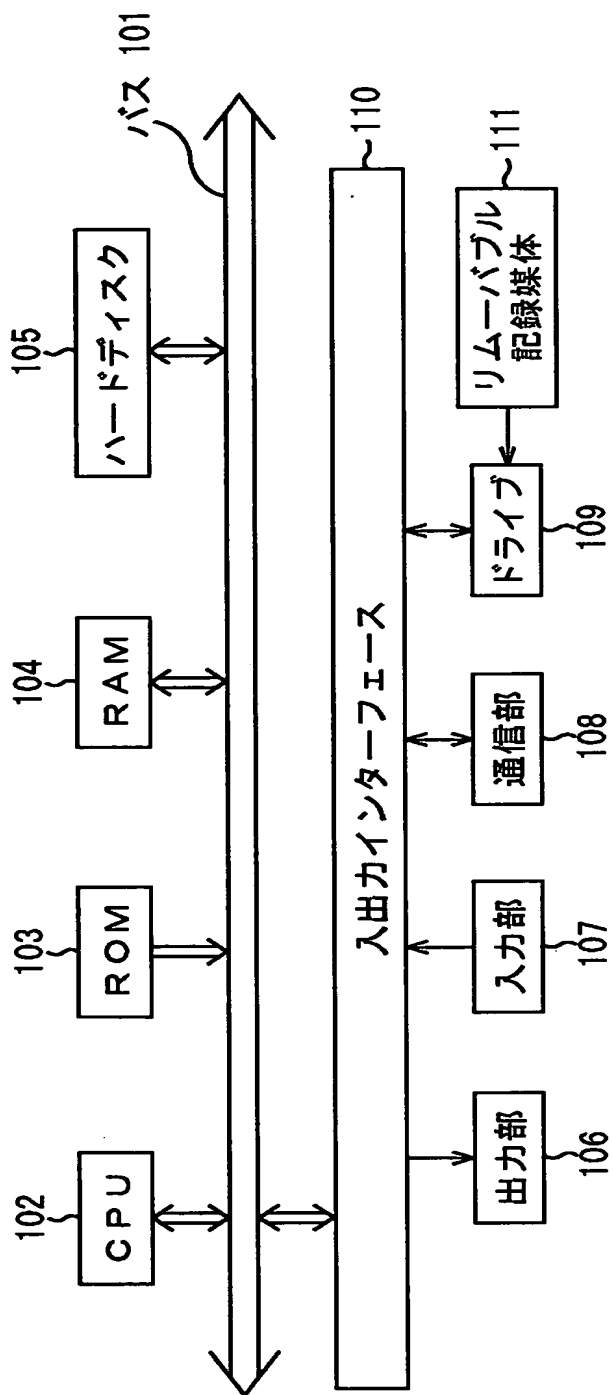 102
CPU
103
ROM
104
RAM
105
ハードディスク
バス 101
入出力インターフェース
110
出力部
106
入力部
107
通信部
108
ドライブ
109
リムーバブル
記録媒体
111